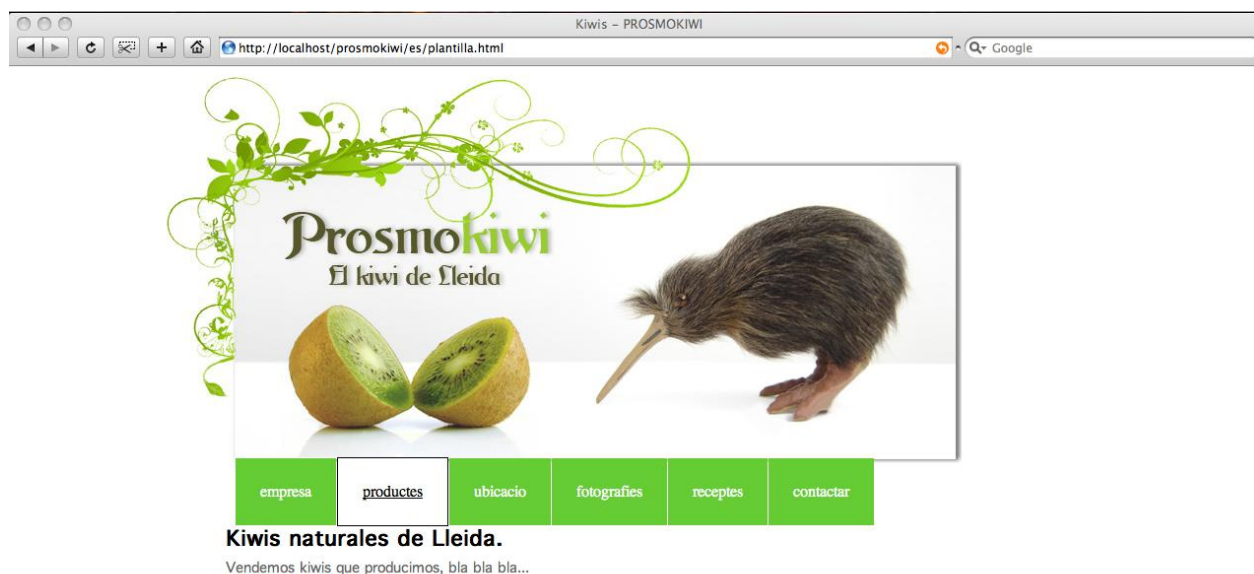 Kiwis – PROSMOKIWI
http://localhost/prosmokiwi/es/plantilla.html
Google
Prosmokiwi
El kiwi de Lleida
empresa productes ubicacio fotografies receptes contactar
Kiwis naturales de Lleida.
Vendemos kiwis que producimos, bla bla bla...